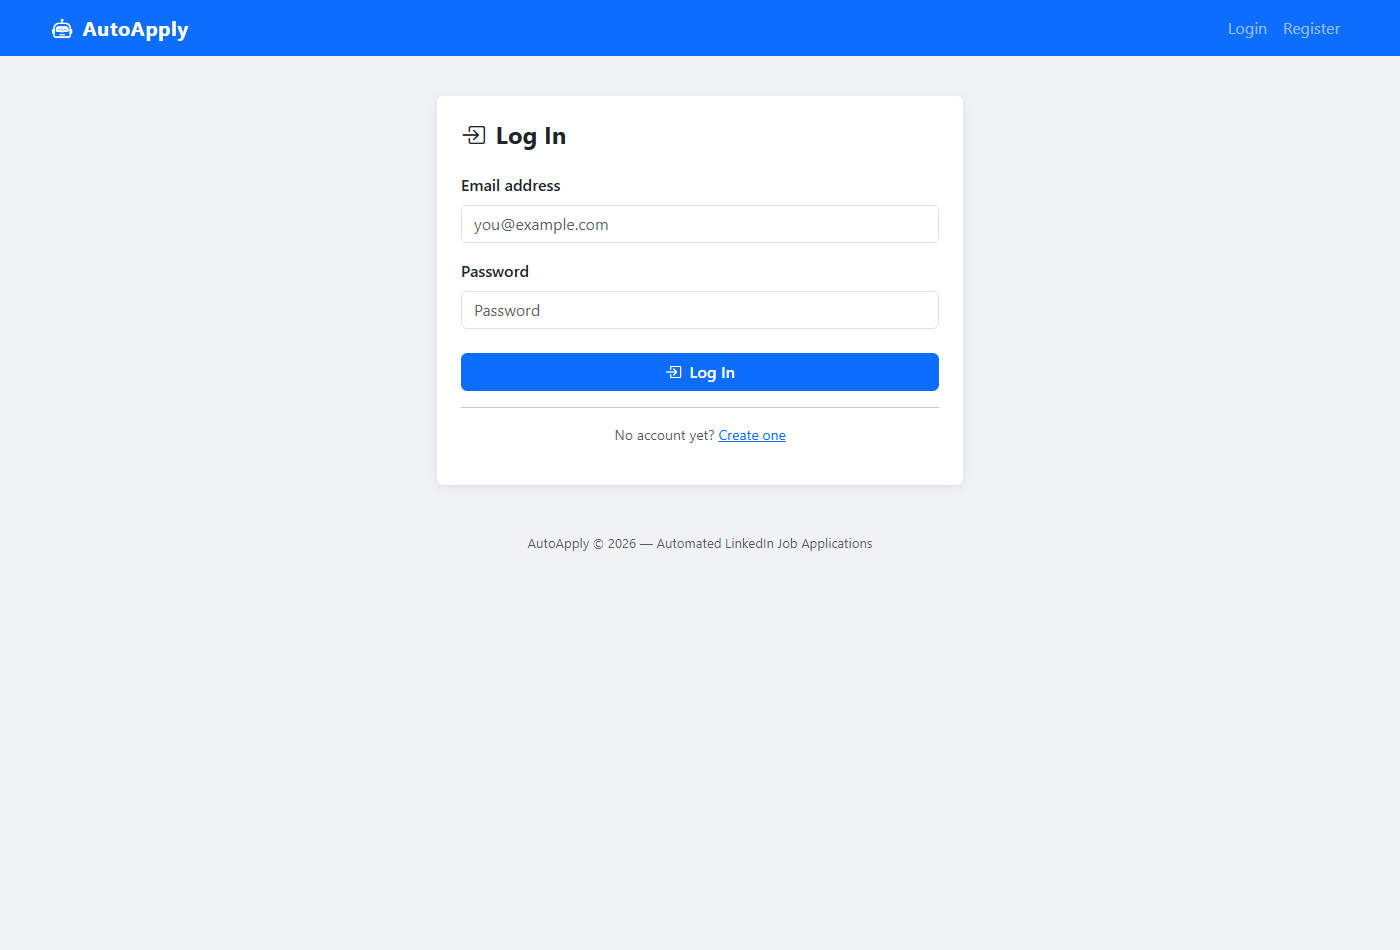 AutoApply
Login Register
Log In
Email address
you@example.com
Password
Password
Log In
No account yet? Create one
AutoApply © 2026 — Automated LinkedIn Job Applications